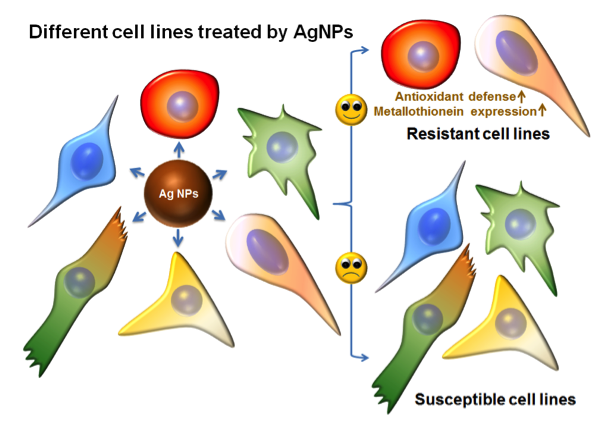 Different cell lines treated by AgNPs
Ag NPs
Antioxidant defense↑
Metallothionein expression↑
Resistant cell lines
Susceptible cell lines